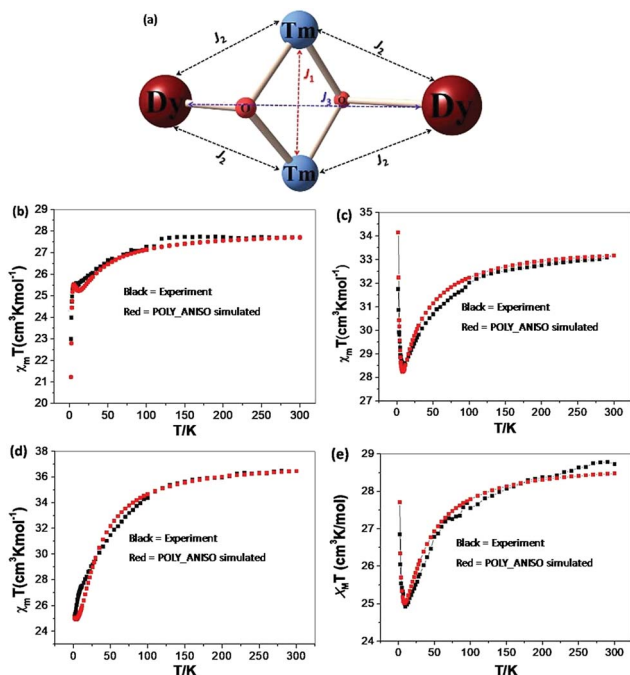 (a)
Tm
J2
J2
J1
Dy
O
J3
O
Dy
J2
J2
Tm
(b)
χmT(cm³Kmol⁻¹)
28
27
26
25
24
23
22
21
20
Black = Experiment
Red = POLY_ANISO simulated
0 50 100 150 200 250 300
T/K
(c)
χmT(cm³Kmol⁻¹)
35
34
33
32
31
30
29
28
27
Black = Experiment
Red = POLY_ANISO simulated
0 50 100 150 200 250 300
T/K
(d)
χmT(cm³Kmol⁻¹)
38
36
34
32
30
28
26
24
Black = Experiment
Red = POLY_ANISO simulated
0 50 100 150 200 250 300
T/K
(e)
χMT (cm³K/mol)
29
28
27
26
25
24
Black = Experiment
Red = POLY_ANISO simulated
0 50 100 150 200 250 300
T/K